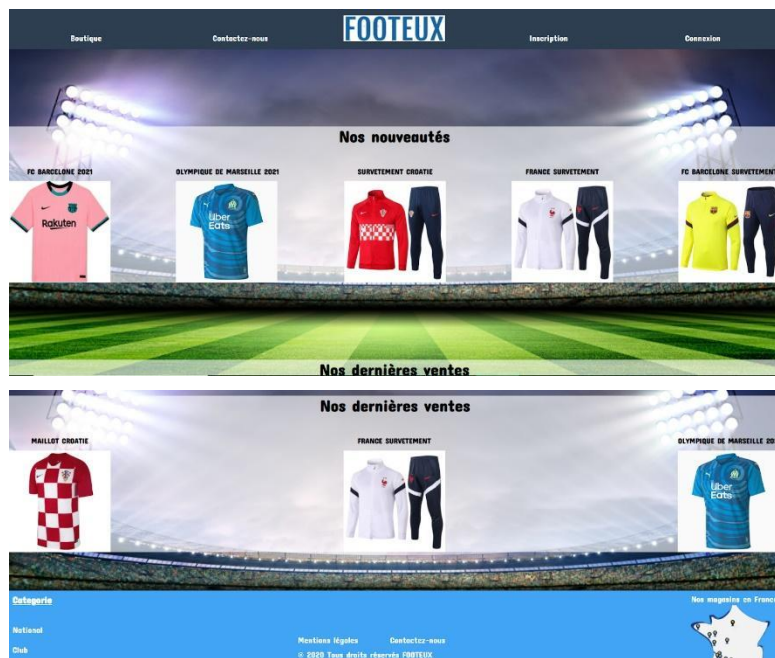 Boutique Contactez-nous FOOTEUX Inscription Connexion
Nos nouveautés
FC BARCELONE 2021 OLYMPIQUE DE MARSEILLE 2021 SURVETEMENT CROATIE FRANCE SURVETEMENT FC BARCELONE SURVETEMENT
Rakuten
Uber
Eats
Nos dernières ventes
Nos dernières ventes
MAILLOT CROATIE FRANCE SURVETEMENT OLYMPIQUE DE MARSEILLE 20
Uber
Eats
Categorie Nos magasins en France
National
Mentions légales Contactez-nous
Club
© 2020 Tous droits réservés FOOTEUX